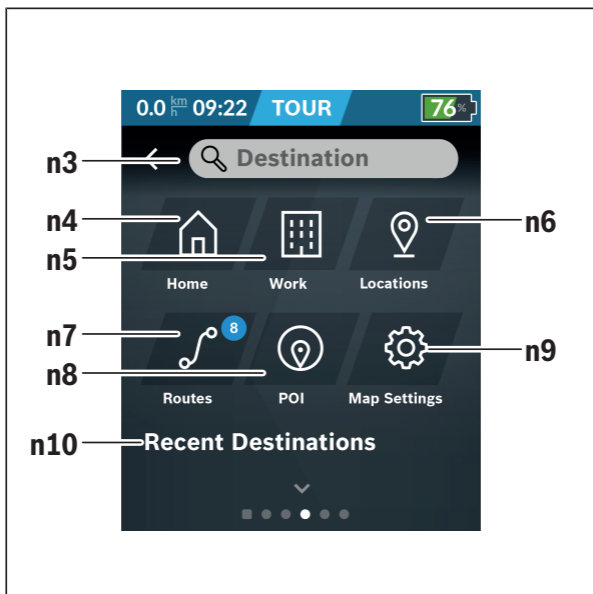 0.0 km/h 09:22 TOUR 76%
n3 Destination
n4 n6
n5
Home Work Locations
n7 8
n8 n9
Routes POI Map Settings
n10 Recent Destinations